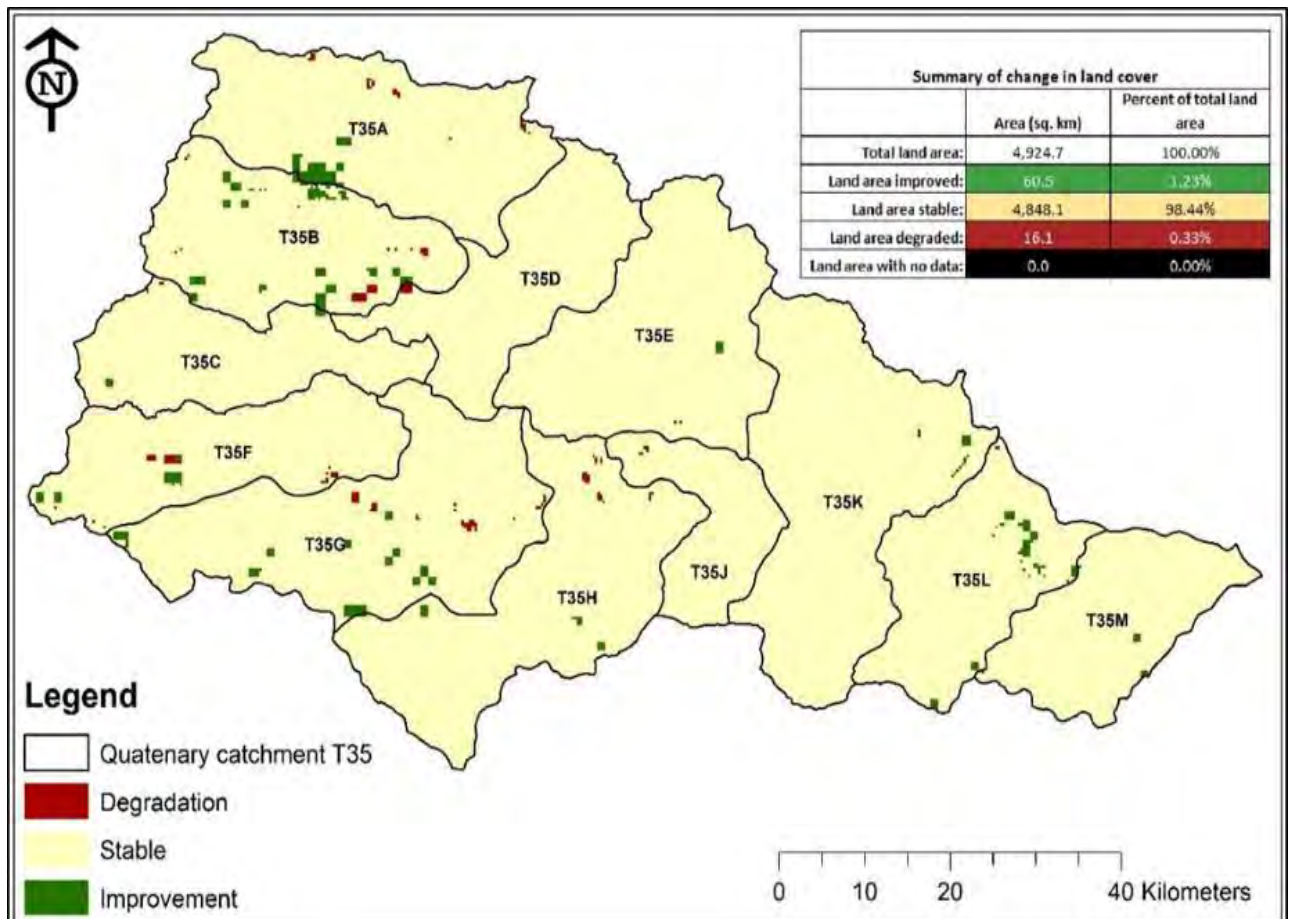 N
Summary of change in land cover
Area (sq. km) Percent of total land area
Total land area: 4,924.7 100.00%
Land area improved: 60.5 1.23%
Land area stable: 4,848.1 98.44%
Land area degraded: 16.1 0.33%
Land area with no data: 0.0 0.00%
T35A
T35B
T35D
T35E
T35C
T35F
T35K
T35G
T35J
T35L
T35H
T35M
Legend
Quatenary catchment T35
Degradation
Stable
Improvement
0 10 20 40 Kilometers